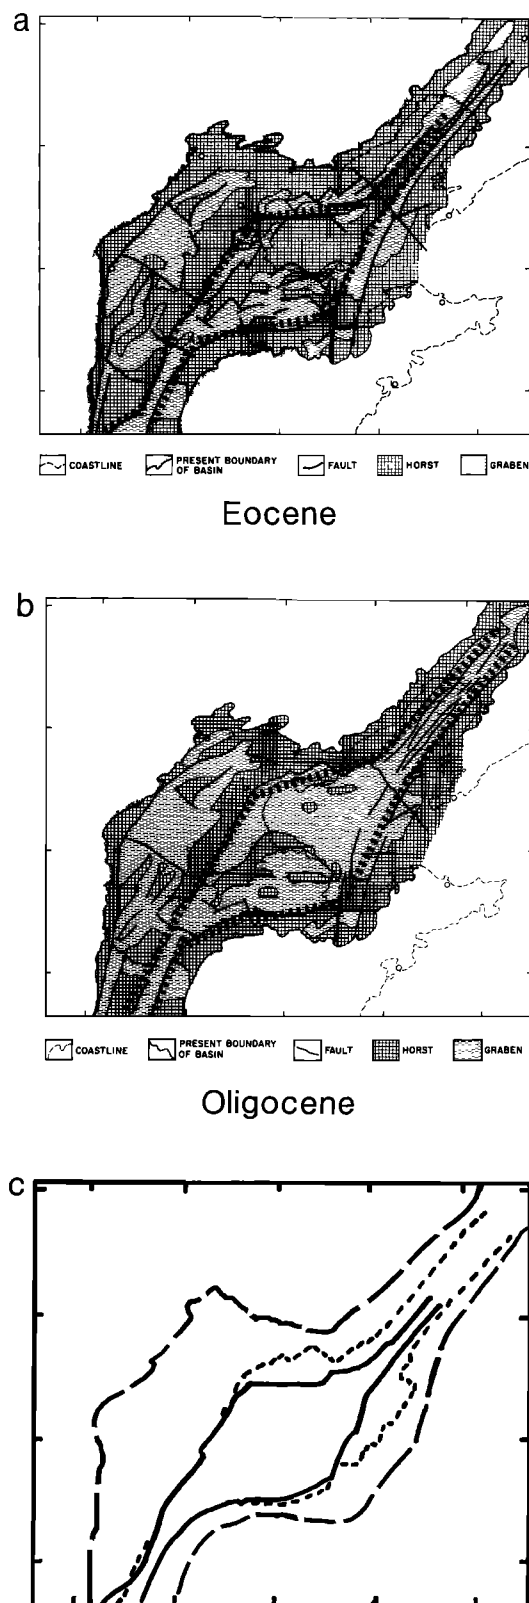 a
COASTLINE
PRESENT BOUNDARY
OF BASIN
FAULT
HORST
GRABEN
Eocene
b
COASTLINE
PRESENT BOUNDARY
OF BASIN
FAULT
HORST
GRABEN
Oligocene
c